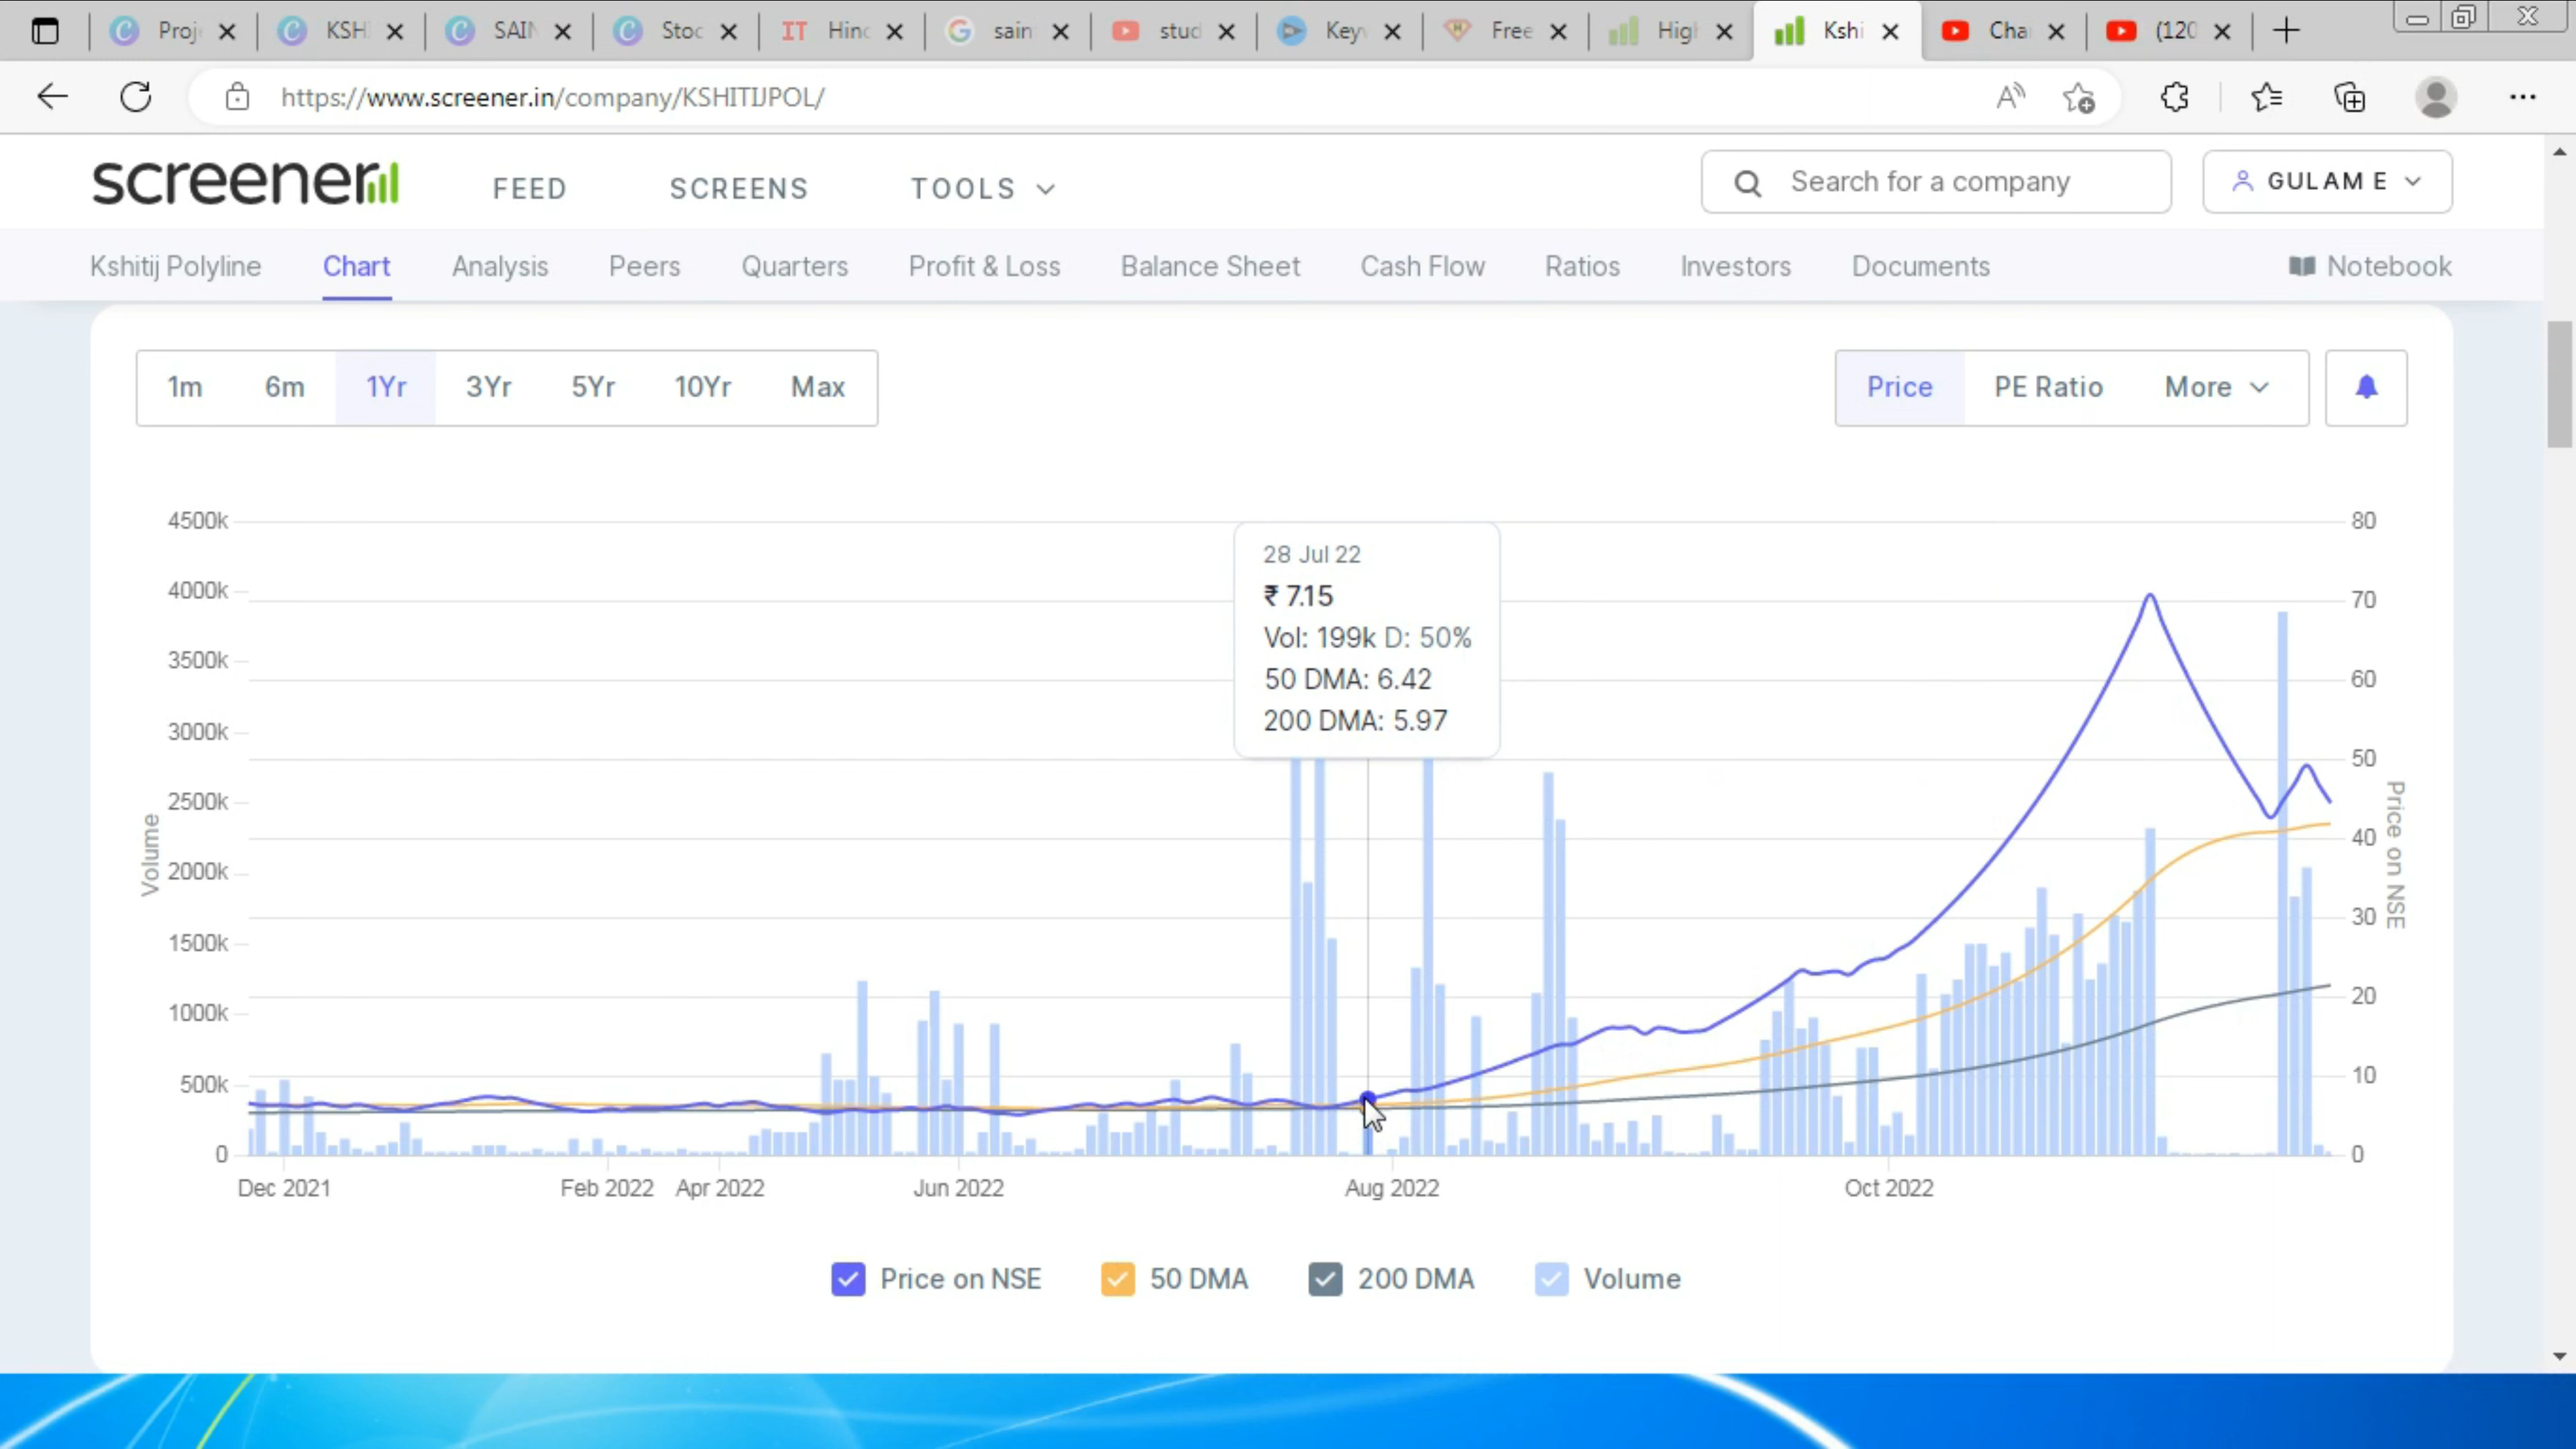 Proj
KSHI
SAIN
Stoc
Hind
sain
stud
Key
Free
High
Kshi
Cha
(120
https://www.screener.in/company/KSHITIJPOL/
screener
FEED
SCREENS
TOOLS
Search for a company
GULAM E
Kshitij Polyline
Chart
Analysis
Peers
Quarters
Profit & Loss
Balance Sheet
Cash Flow
Ratios
Investors
Documents
Notebook
1m 6m 1Yr 3Yr 5Yr 10Yr Max
Price PE Ratio More
28 Jul 22
₹ 7.15
Vol: 199k D: 50%
50 DMA: 6.42
200 DMA: 5.97
4500k
4000k
3500k
3000k
2500k
2000k
1500k
1000k
500k
0
Volume
80
70
60
50
40
30
20
10
0
Price on NSE
Dec 2021 Feb 2022 Apr 2022 Jun 2022 Aug 2022 Oct 2022
Price on NSE 50 DMA 200 DMA Volume